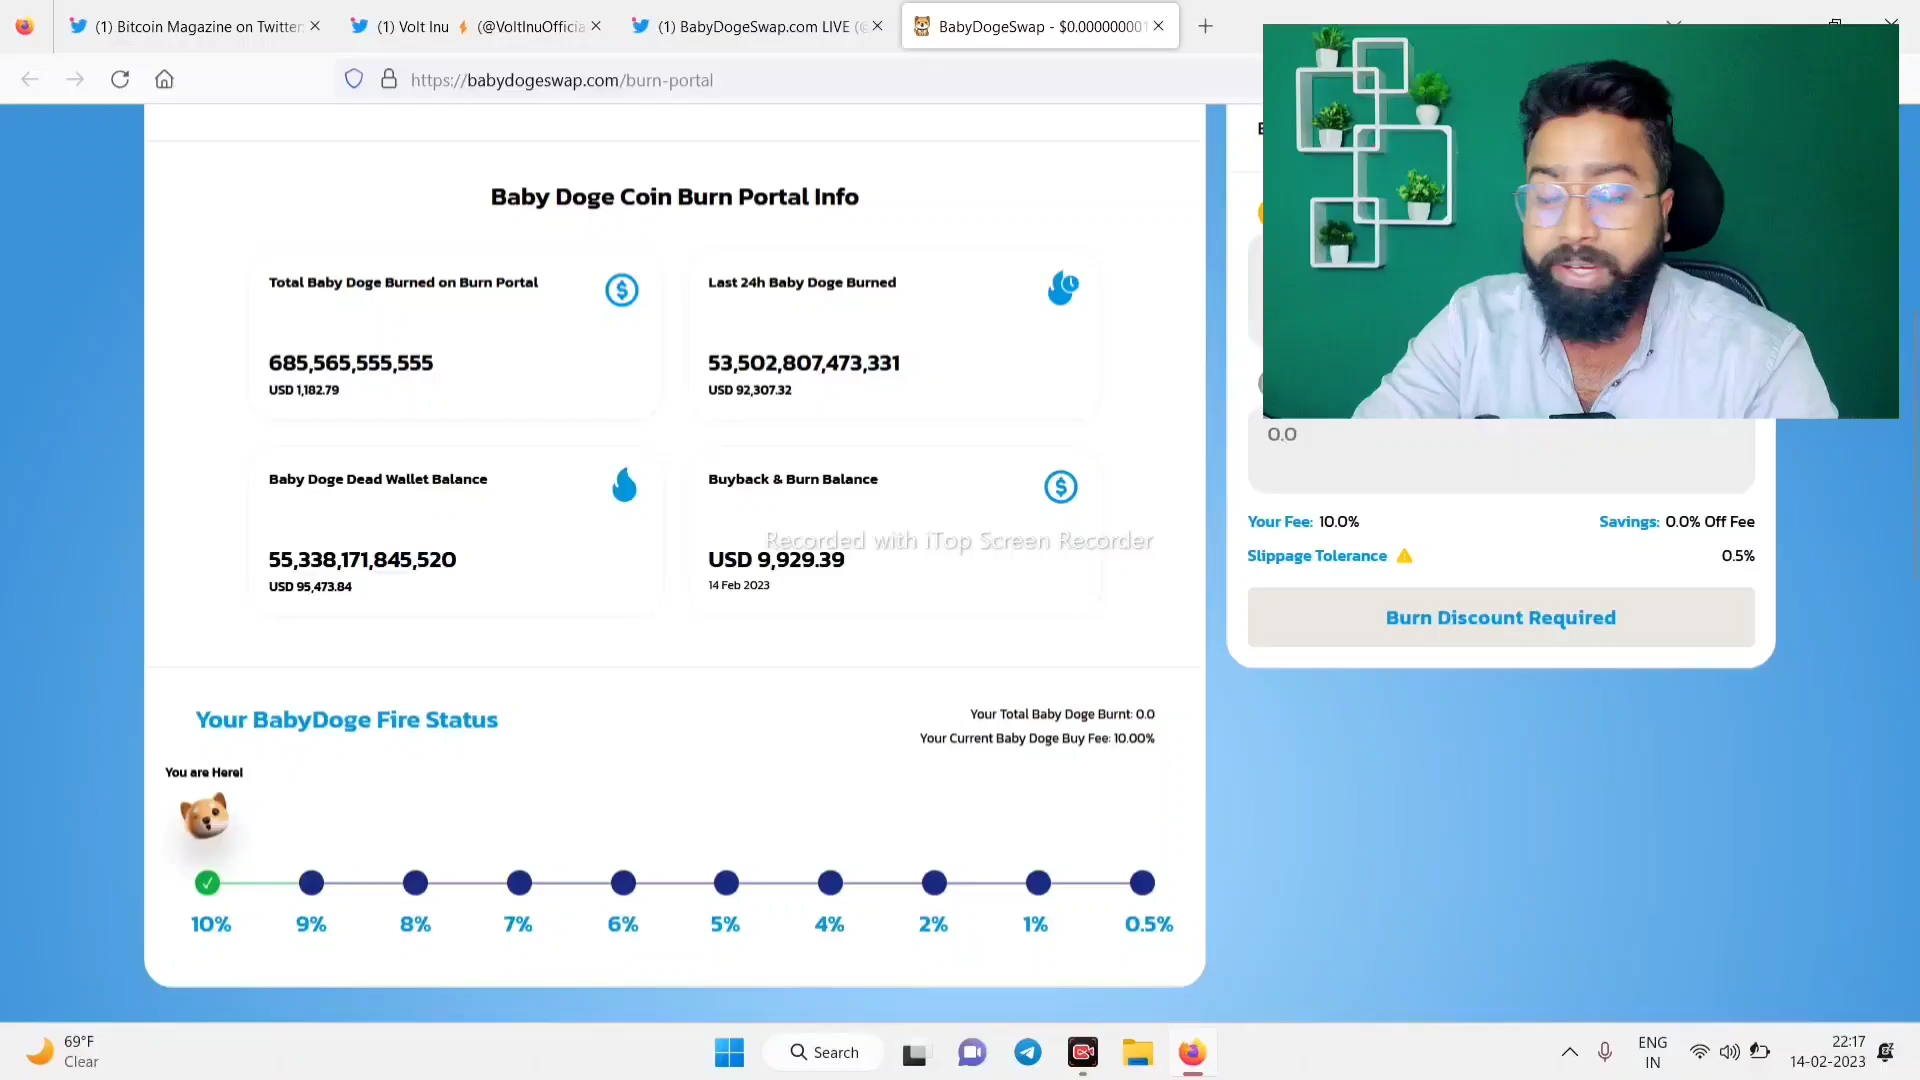 (1) Bitcoin Magazine on Twitter
(1) Volt Inu ⚡ (@VoltInuOfficia
(1) BabyDogeSwap.com LIVE (@
BabyDogeSwap - $0.000000001
https://babydogeswap.com/burn-portal
Baby Doge Coin Burn Portal Info
Total Baby Doge Burned on Burn Portal
685,565,555,555
USD 1,182.79
Last 24h Baby Doge Burned
53,502,807,473,331
USD 92,307.32
Baby Doge Dead Wallet Balance
55,338,171,845,520
USD 95,473.84
Buyback & Burn Balance
USD 9,929.39
14 Feb 2023
Recorded with iTop Screen Recorder
0.0
Your Fee: 10.0%
Savings: 0.0% Off Fee
Slippage Tolerance
0.5%
Burn Discount Required
Your BabyDoge Fire Status
Your Total Baby Doge Burnt: 0.0
Your Current Baby Doge Buy Fee: 10.00%
You are Here!
10% 9% 8% 7% 6% 5% 4% 2% 1% 0.5%
69°F
Clear
Search
ENG
IN
22:17
14-02-2023